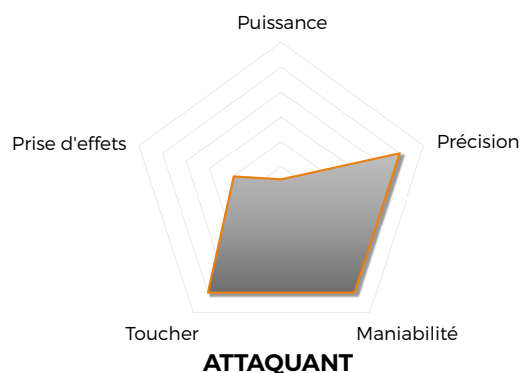 Puissance
Prise d'effets
Précision
Toucher
Maniabilité
ATTAQUANT